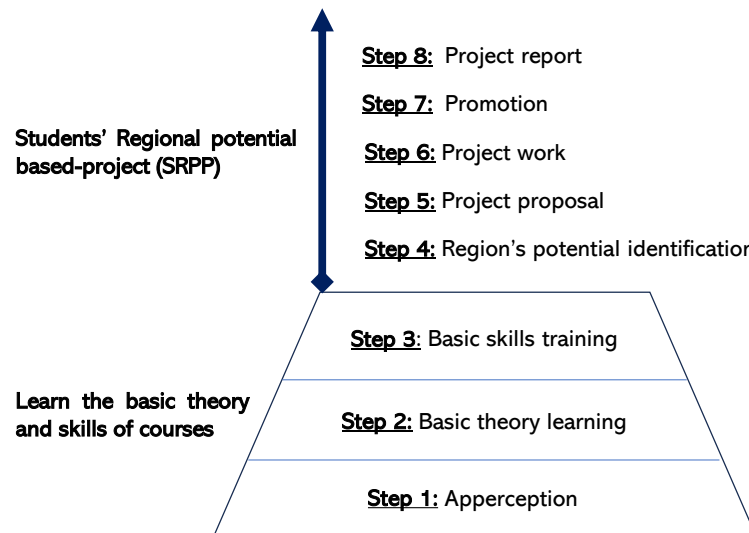 Step 8: Project report
Step 7: Promotion
Students' Regional potential
based-project (SRPP)
Step 6: Project work
Step 5: Project proposal
Step 4: Region's potential identification
Step 3: Basic skills training
Learn the basic theory
and skills of courses
Step 2: Basic theory learning
Step 1: Apperception